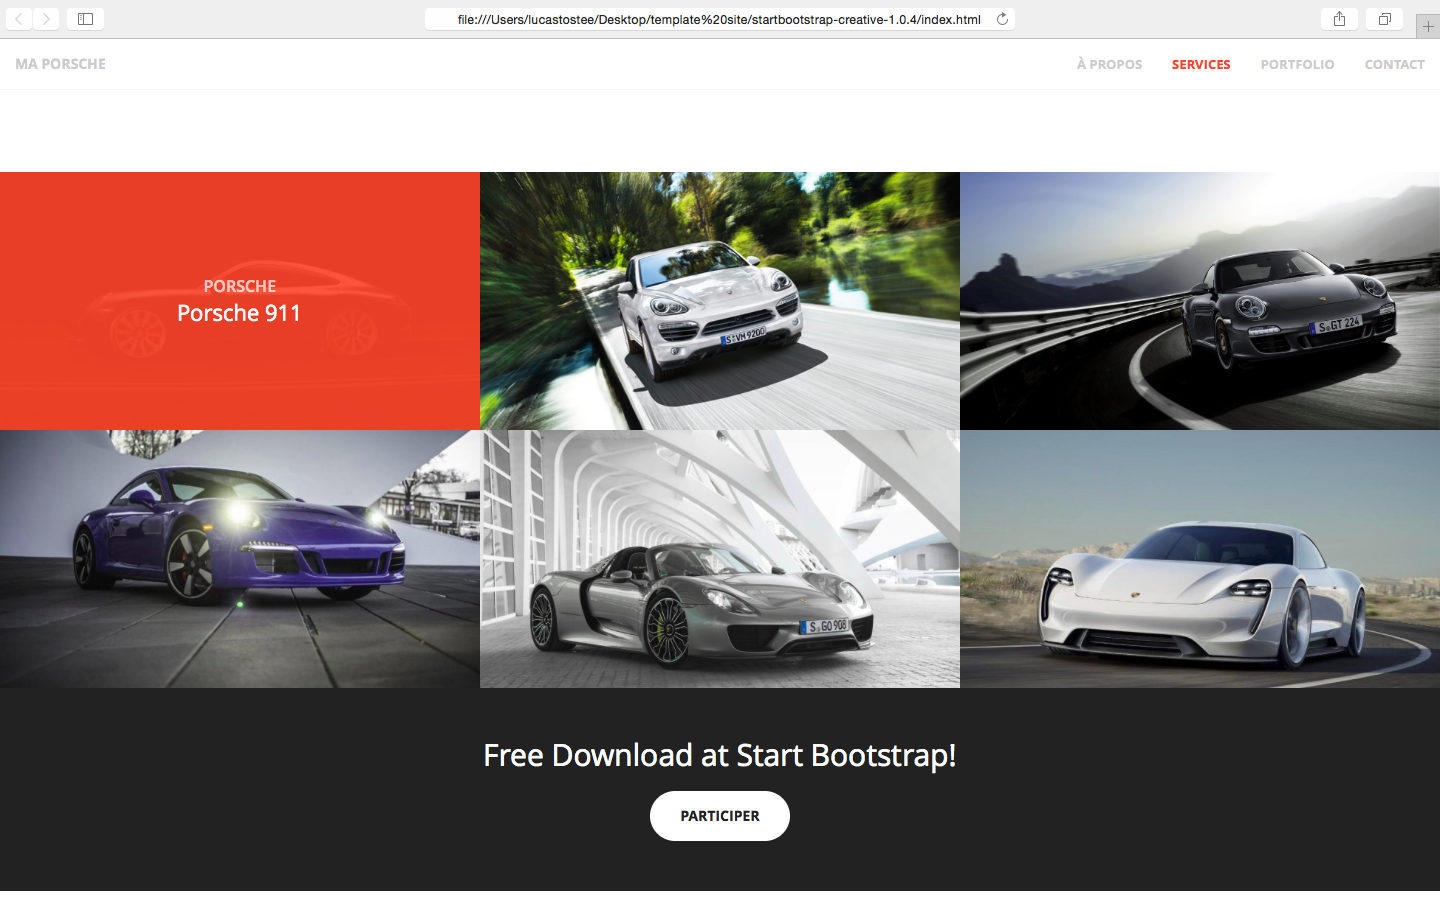 file:///Users/lucastostee/Desktop/template%20site/startbootstrap-creative-1.0.4/index.html
MA PORSCHE
À PROPOS SERVICES PORTFOLIO CONTACT
PORSCHE
Porsche 911
S VM 9200
S GT 224
S GO 908
Free Download at Start Bootstrap!
PARTICIPER